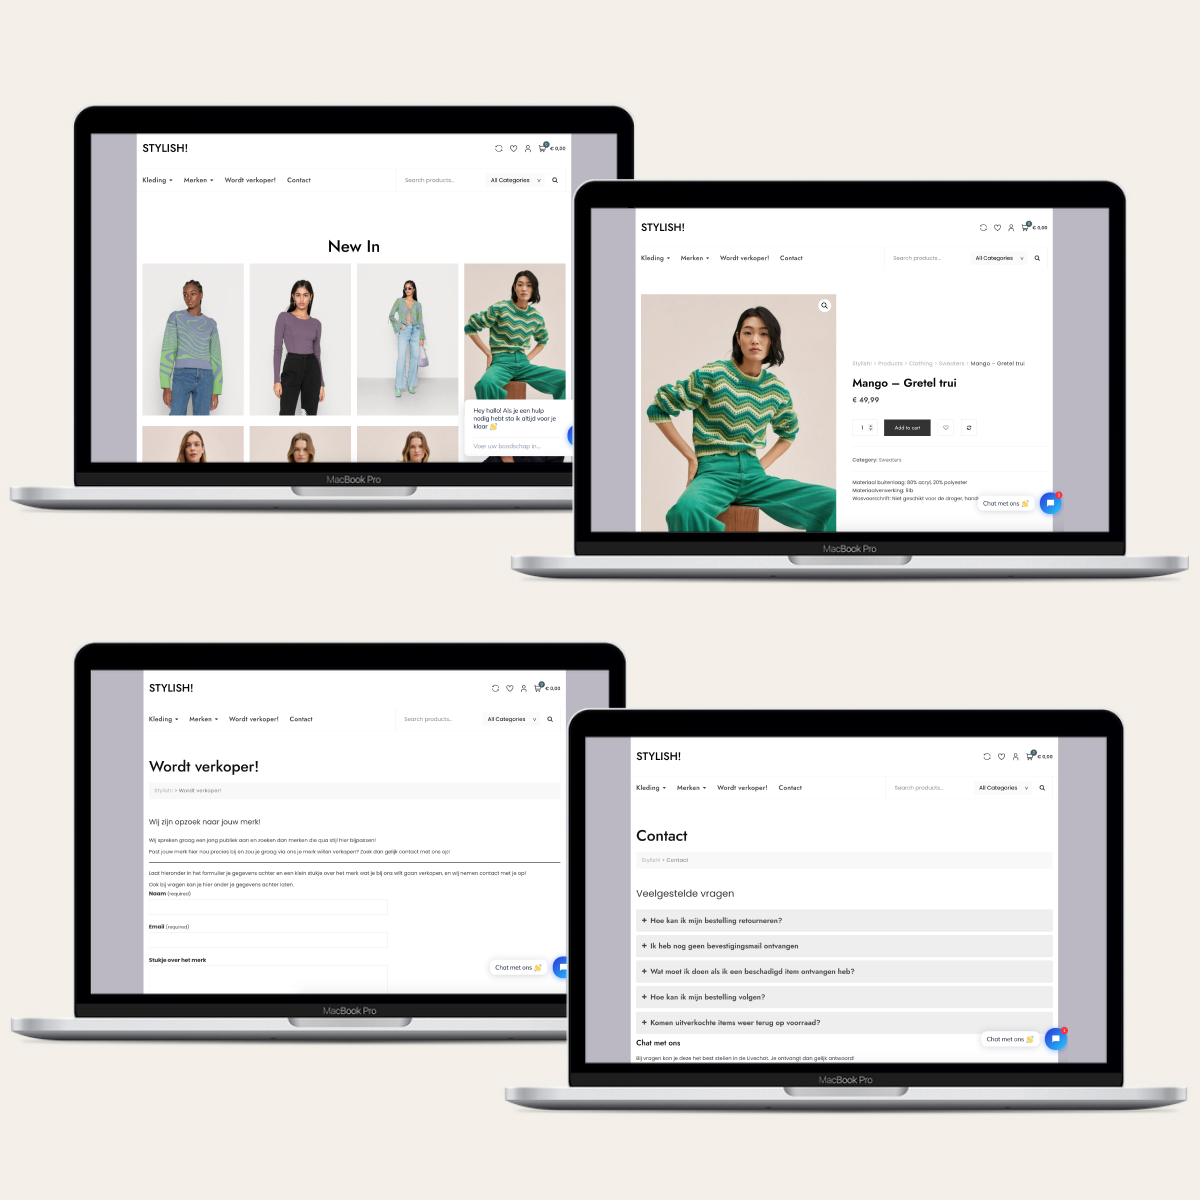 STYLISH!
0
€ 0,00
Kleding
Merken
Wordt verkoper!
Contact
Search products...
All Categories
New In
Hey hallo! Als je een hulp
nodig hebt sta ik altijd voor je
klaar 👋
Voer uw boodschap in...
MacBook Pro
STYLISH!
0
€ 0,00
Kleding
Merken
Wordt verkoper!
Contact
Search products...
All Categories
Stylish! > Products > Clothing > Sweaters > Mango – Gretel trui
Mango – Gretel trui
€ 49,99
1
Add to cart
Category: Sweaters
Materiaal buitenlaag: 80% acryl, 20% polyester
Materiaalverwerking: Rib
Wasvoorschrift: Niet geschikt voor de droger, hand
Chat met ons 👋
1
MacBook Pro
STYLISH!
0
€ 0,00
Kleding
Merken
Wordt verkoper!
Contact
Search products...
All Categories
Wordt verkoper!
Stylish! > Wordt verkoper!
Wij zijn opzoek naar jouw merk!
Wij spreken graag een jong publiek aan en zoeken dan merken die qua stijl hier bijpassen!
Past jouw merk hier nou precies bij en zou je graag via ons je merk willen verkopen? Zoek dan gelijk contact met ons op!
Laat hieronder in het formulier je gegevens achter en een klein stukje over het merk wat je bij ons wilt gaan verkopen, en wij nemen contact met je op!
Ook bij vragen kan je hier onder je gegevens achter laten.
Naam (required)
Email (required)
Stukje over het merk
Chat met ons 👋
MacBook Pro
STYLISH!
0
€ 0,00
Kleding
Merken
Wordt verkoper!
Contact
Search products...
All Categories
Contact
Stylish! > Contact
Veelgestelde vragen
+ Hoe kan ik mijn bestelling retourneren?
+ Ik heb nog geen bevestigingsmail ontvangen
+ Wat moet ik doen als ik een beschadigd item ontvangen heb?
+ Hoe kan ik mijn bestelling volgen?
+ Komen uitverkochte items weer terug op voorraad?
Chat met ons
Bij vragen kan je deze het best stellen in de Livechat. Je ontvangt dan gelijk antwoord!
Chat met ons 👋
1
MacBook Pro